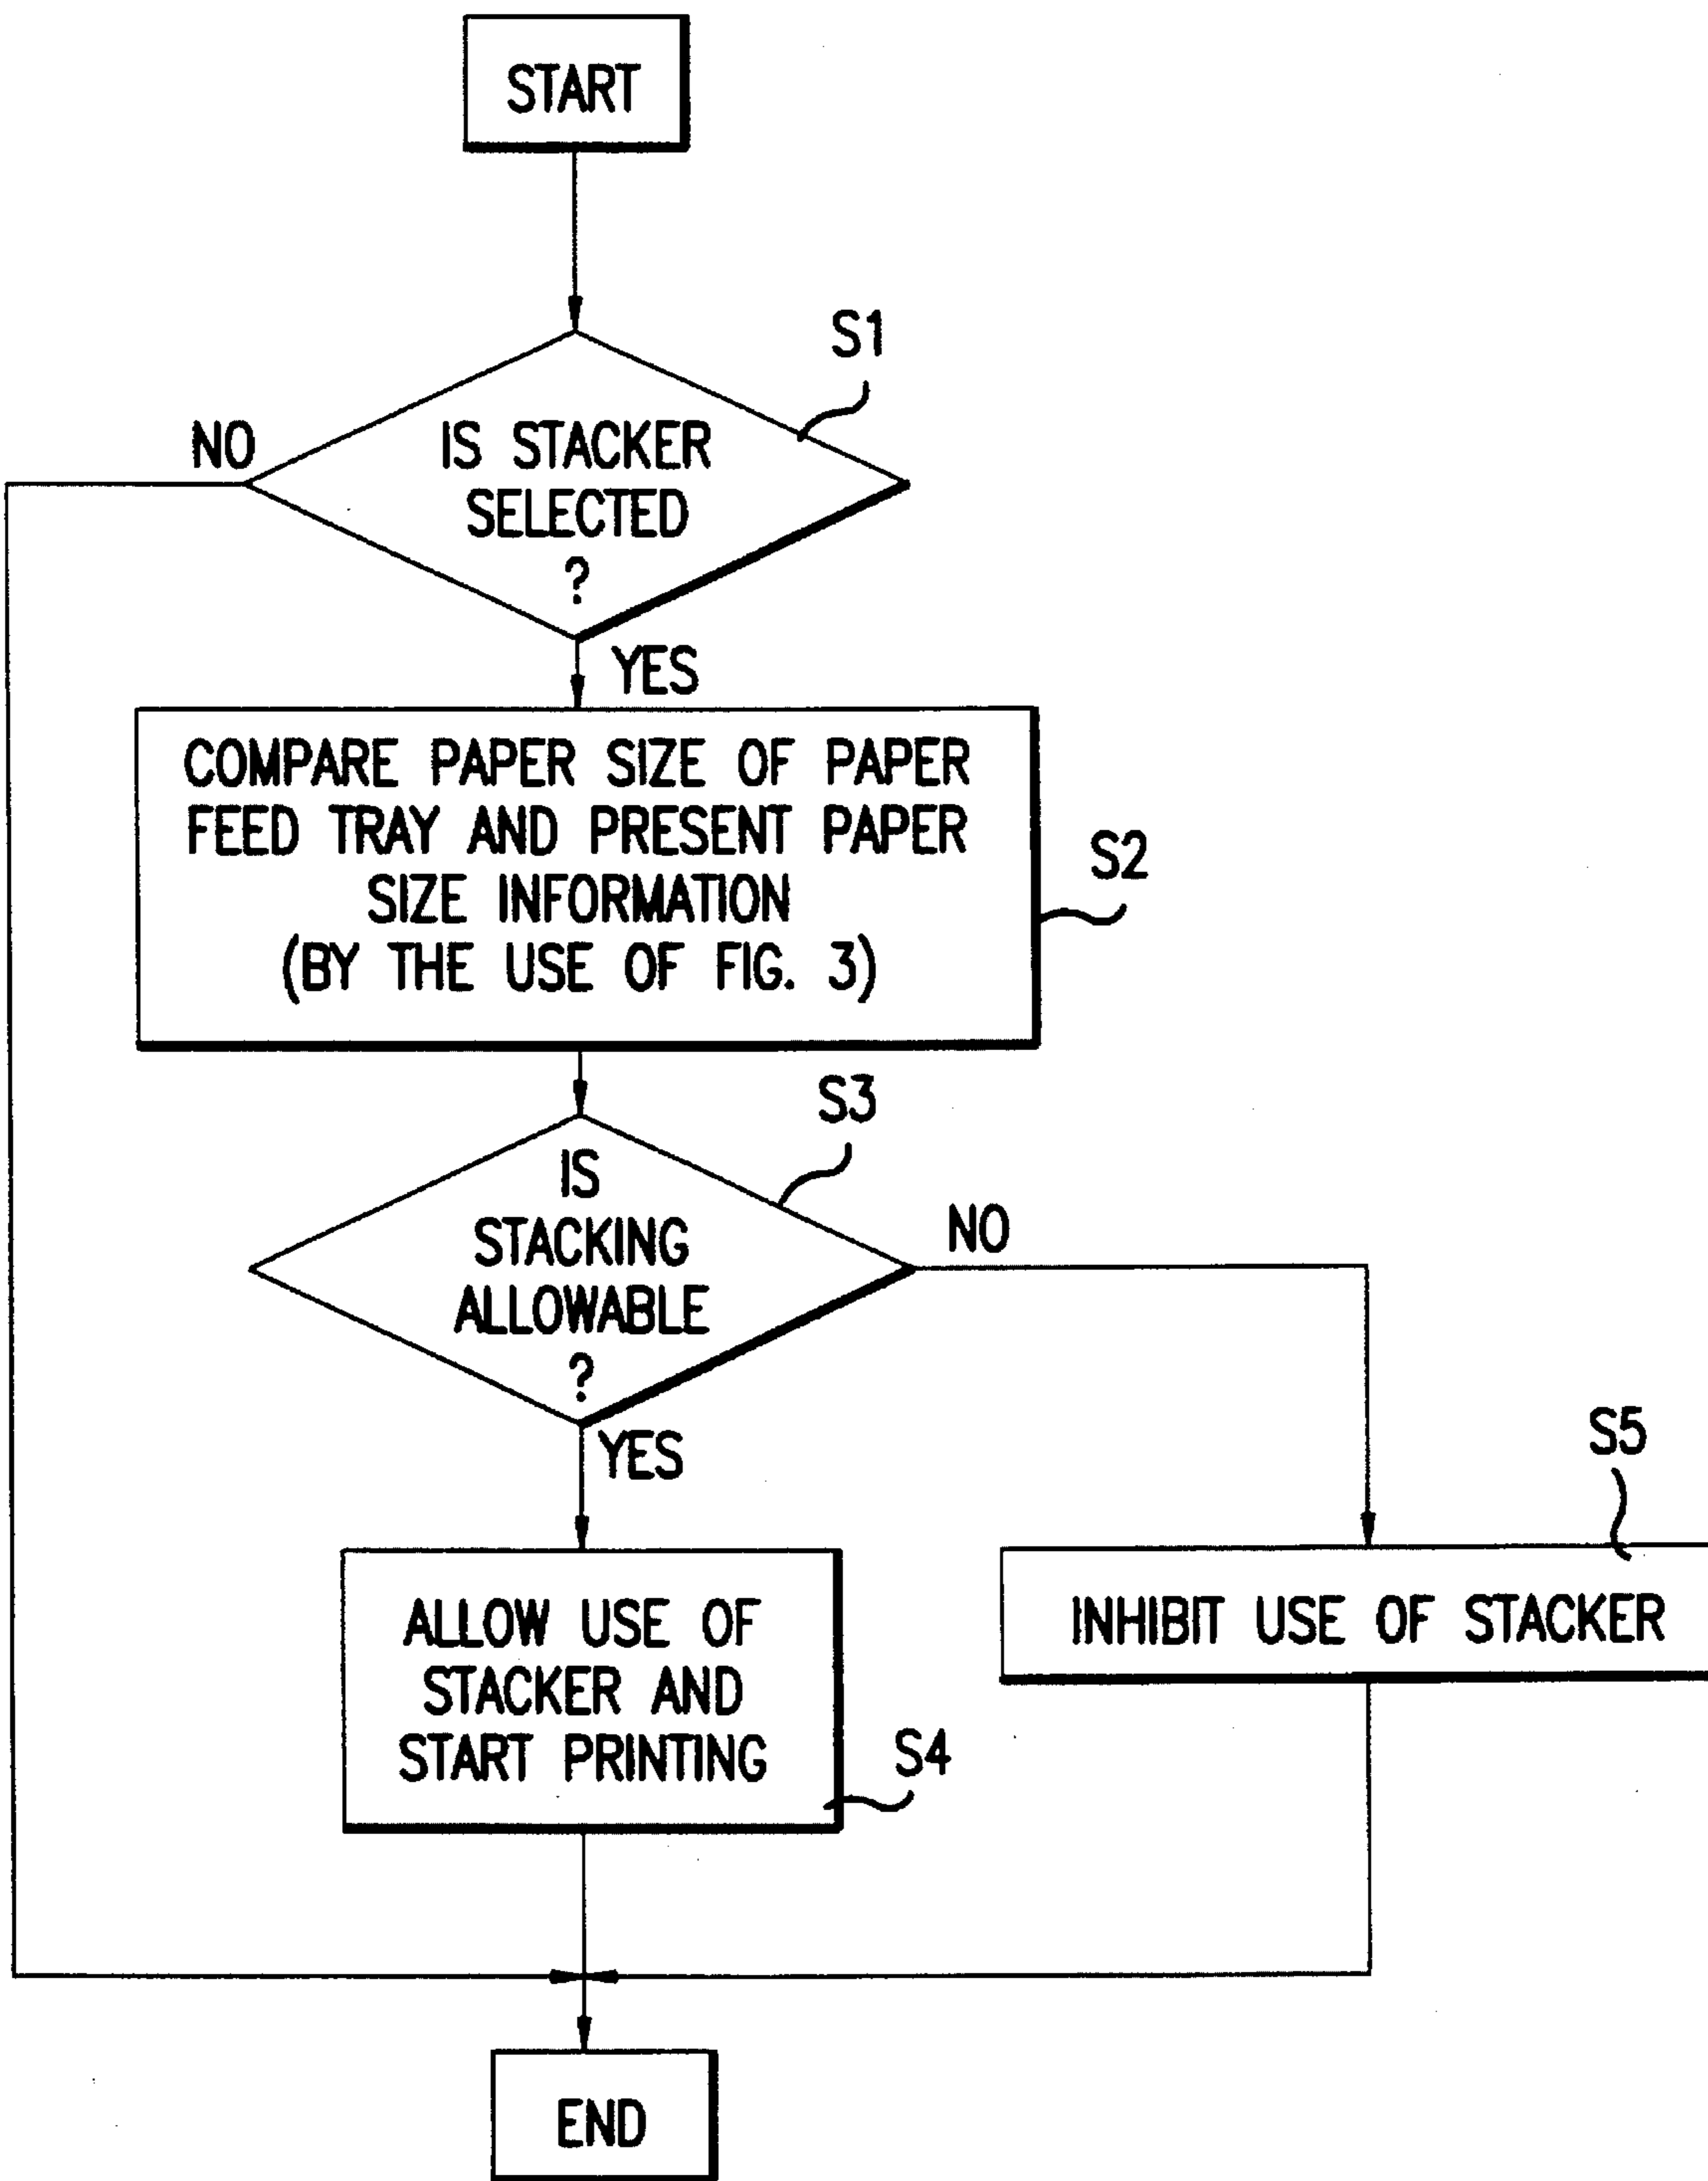 START
S1
NO
IS STACKER
SELECTED
?
YES
COMPARE PAPER SIZE OF PAPER
FEED TRAY AND PRESENT PAPER
SIZE INFORMATION
(BY THE USE OF FIG. 3)
S2
S3
IS
STACKING
ALLOWABLE
?
NO
YES
S5
ALLOW USE OF
STACKER AND
START PRINTING
S4
INHIBIT USE OF STACKER
END